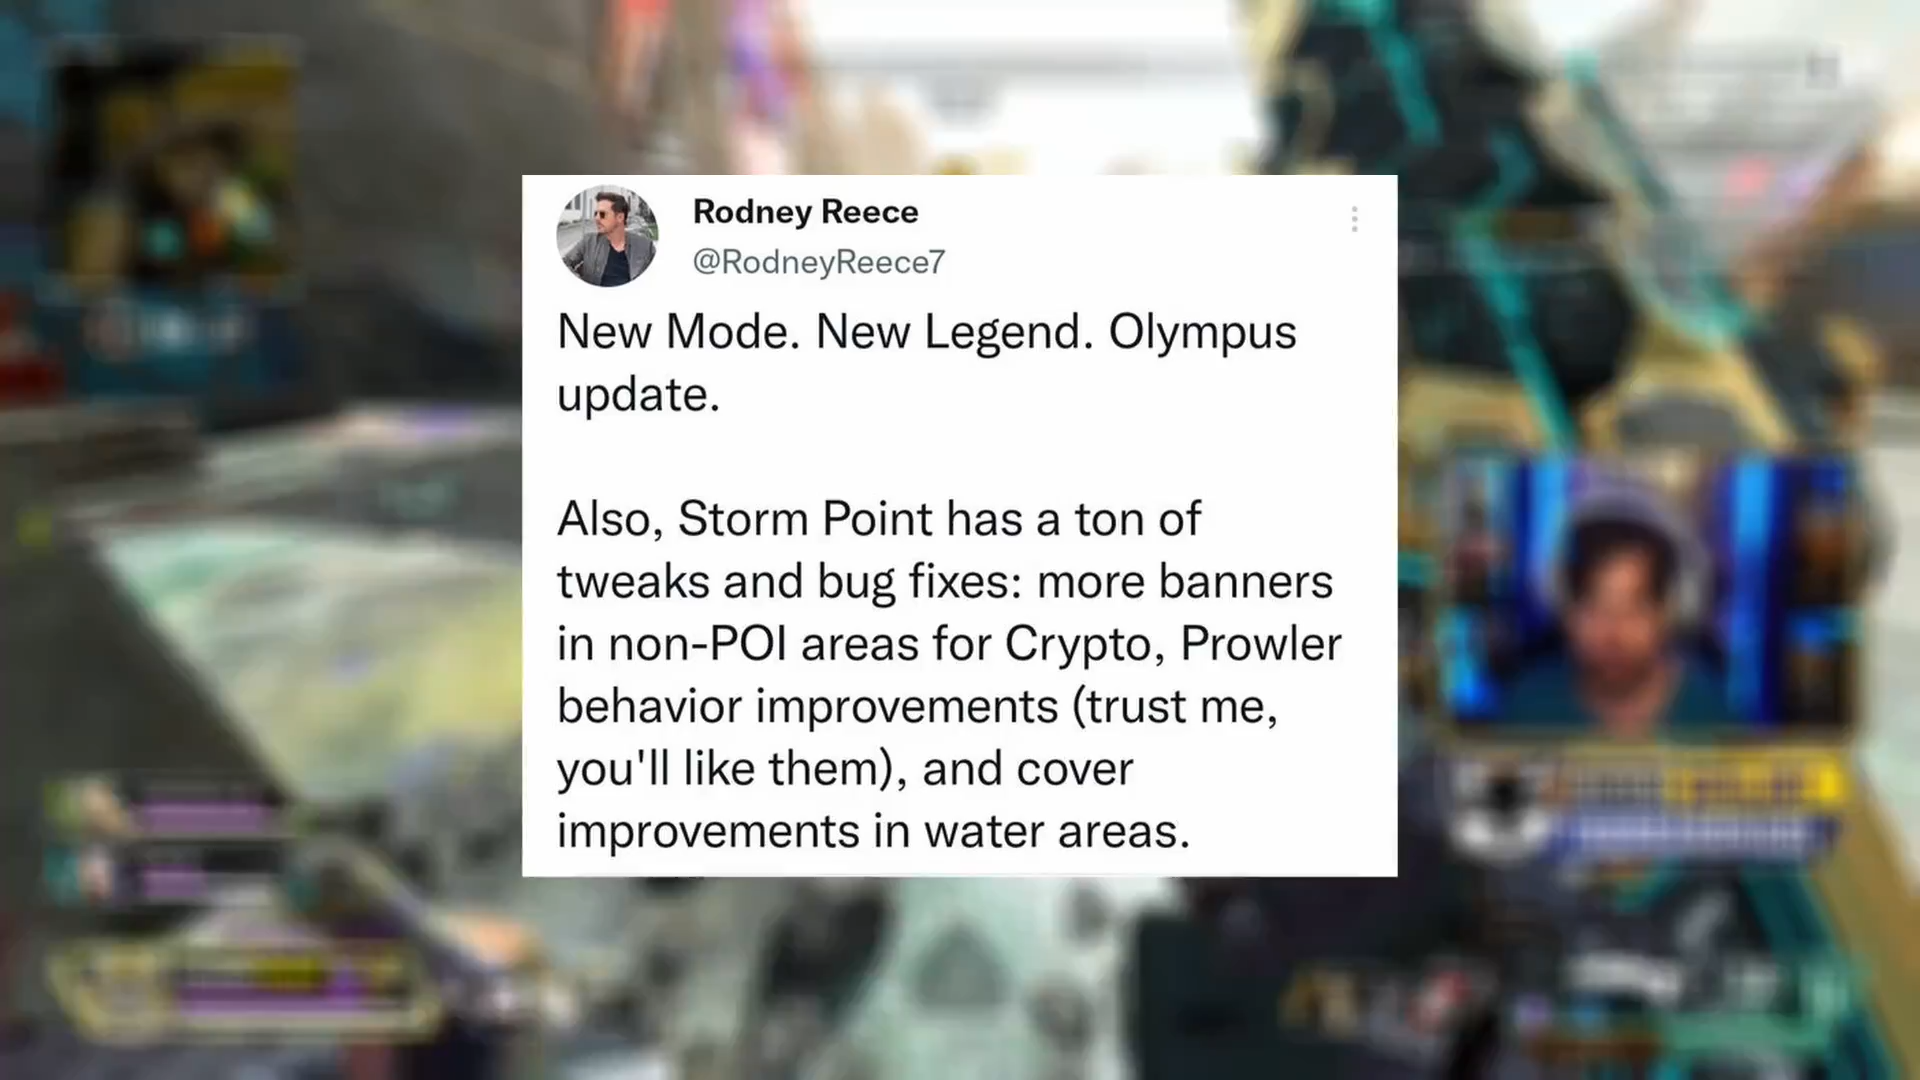 Rodney Reece
@RodneyReece7
New Mode. New Legend. Olympus
update.
Also, Storm Point has a ton of
tweaks and bug fixes: more banners
in non-POI areas for Crypto, Prowler
behavior improvements (trust me,
you'll like them), and cover
improvements in water areas.